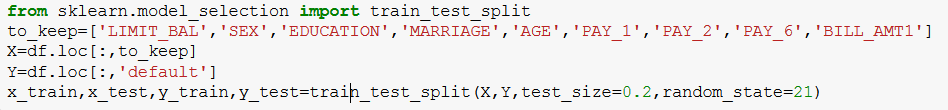 from sklearn.model_selection import train_test_split
to_keep=['LIMIT_BAL','SEX','EDUCATION','MARRIAGE','AGE','PAY_1','PAY_2','PAY_6','BILL_AMT1']
X=df.loc[:,to_keep]
Y=df.loc[:,'default']
x_train,x_test,y_train,y_test=train_test_split(X,Y,test_size=0.2,random_state=21)